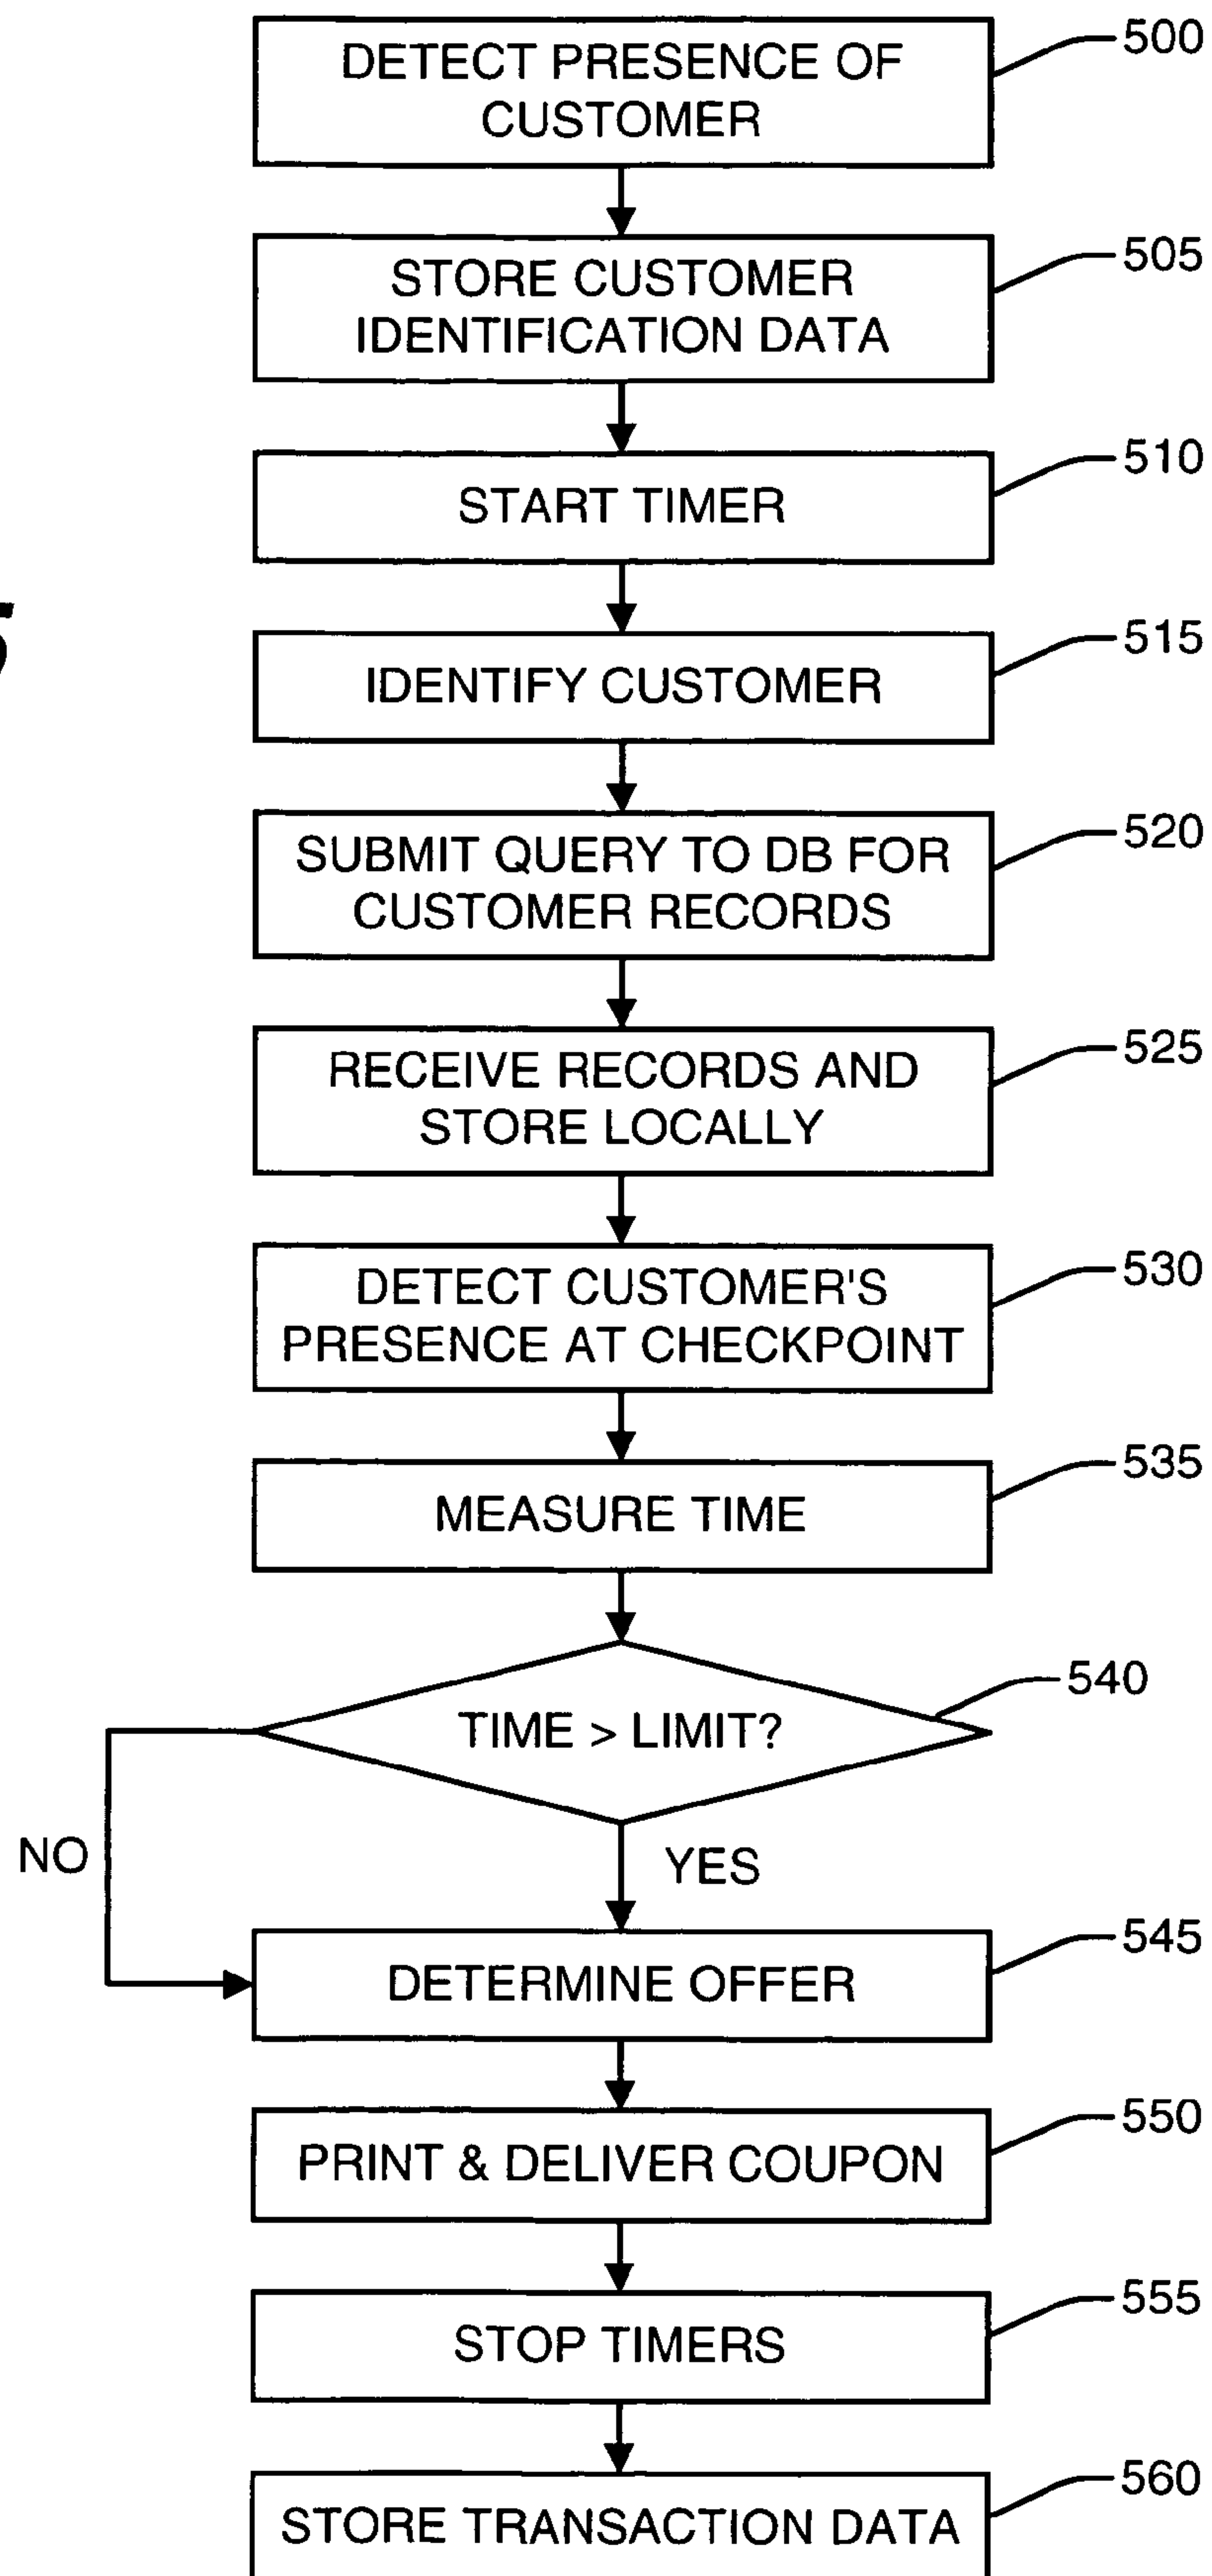 DETECT PRESENCE OF
CUSTOMER
500
STORE CUSTOMER
IDENTIFICATION DATA
505
START TIMER
510
IDENTIFY CUSTOMER
515
SUBMIT QUERY TO DB FOR
CUSTOMER RECORDS
520
RECEIVE RECORDS AND
STORE LOCALLY
525
DETECT CUSTOMER'S
PRESENCE AT CHECKPOINT
530
MEASURE TIME
535
TIME > LIMIT?
540
NO
YES
DETERMINE OFFER
545
PRINT & DELIVER COUPON
550
STOP TIMERS
555
STORE TRANSACTION DATA
560